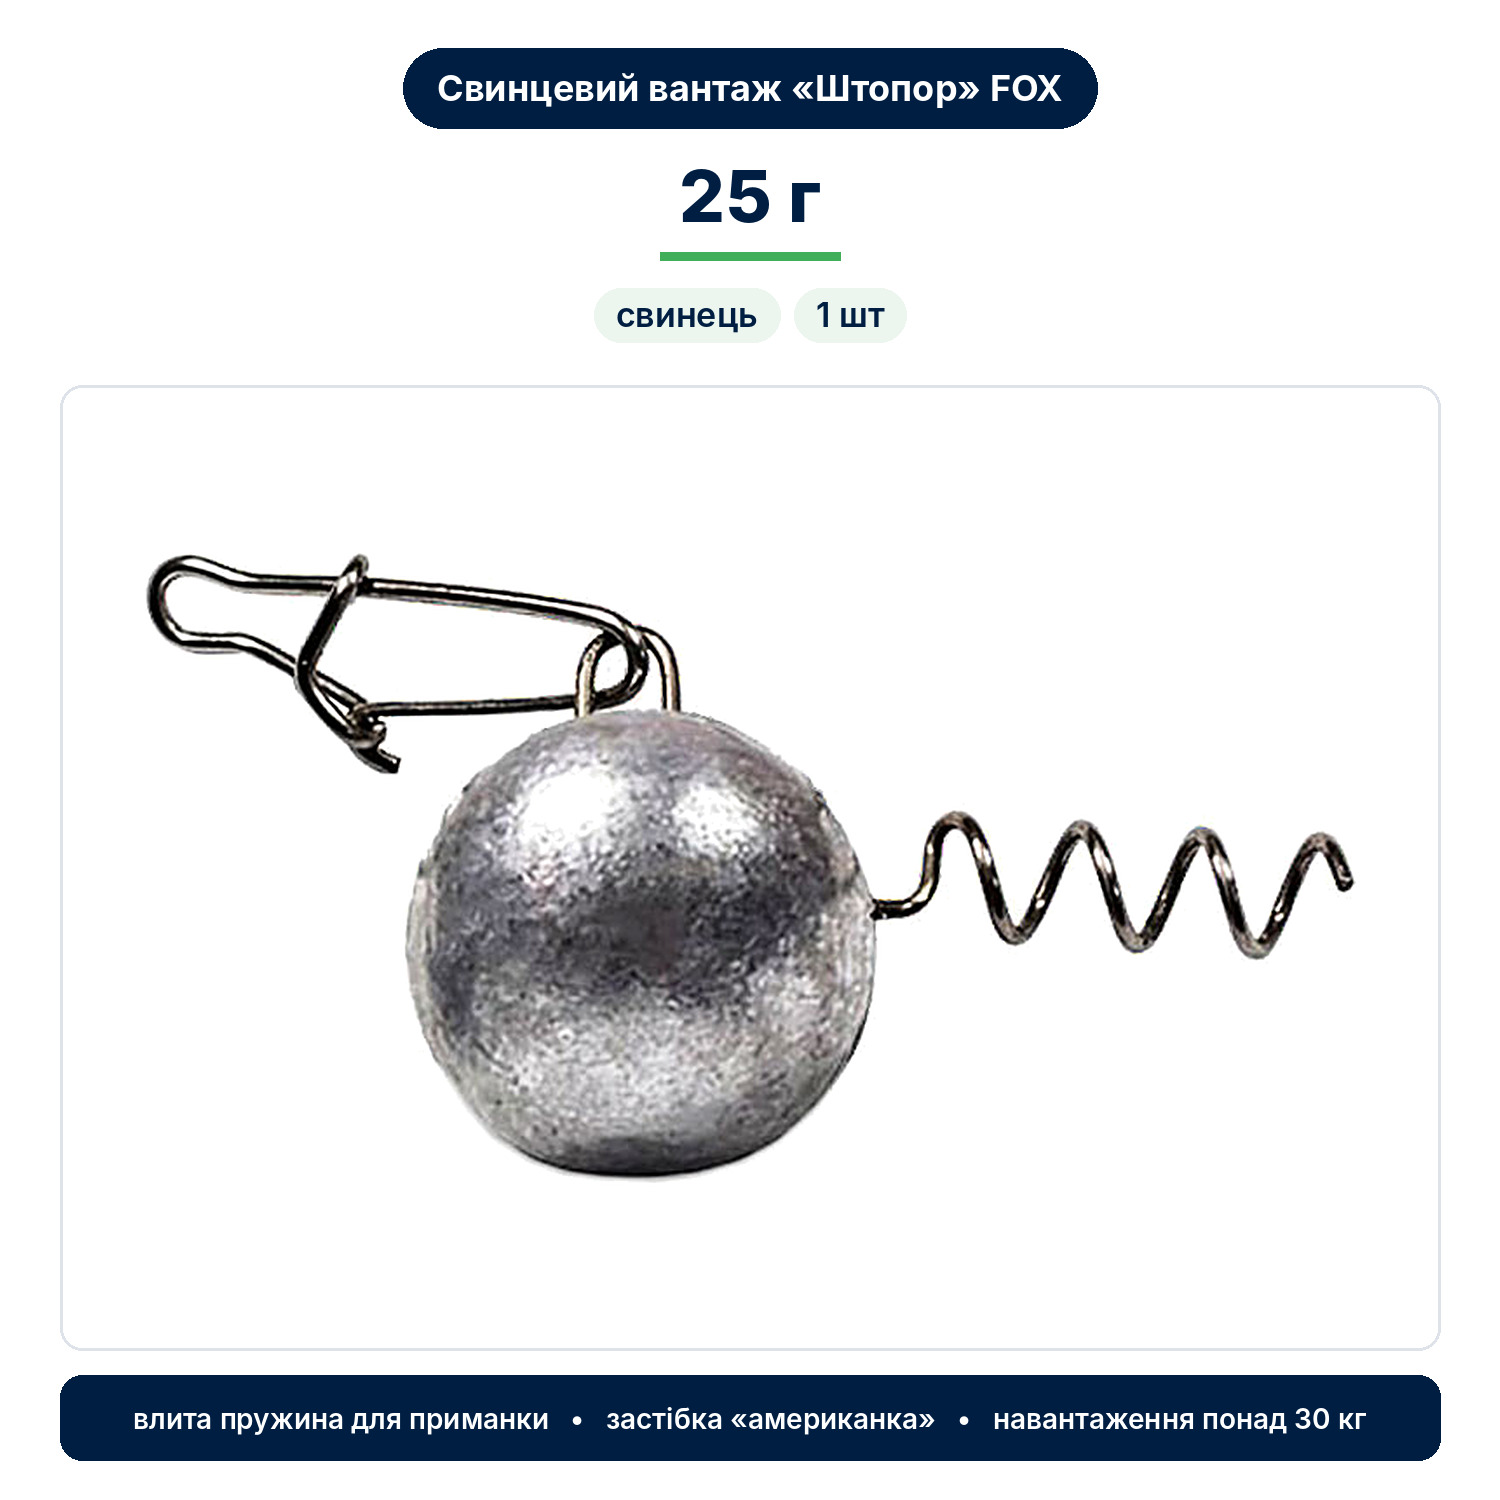 Свинцевий вантаж «Штопор» FOX
25 г
свинець 1 шт
влита пружина для приманки • застібка «американка» • навантаження понад 30 кг